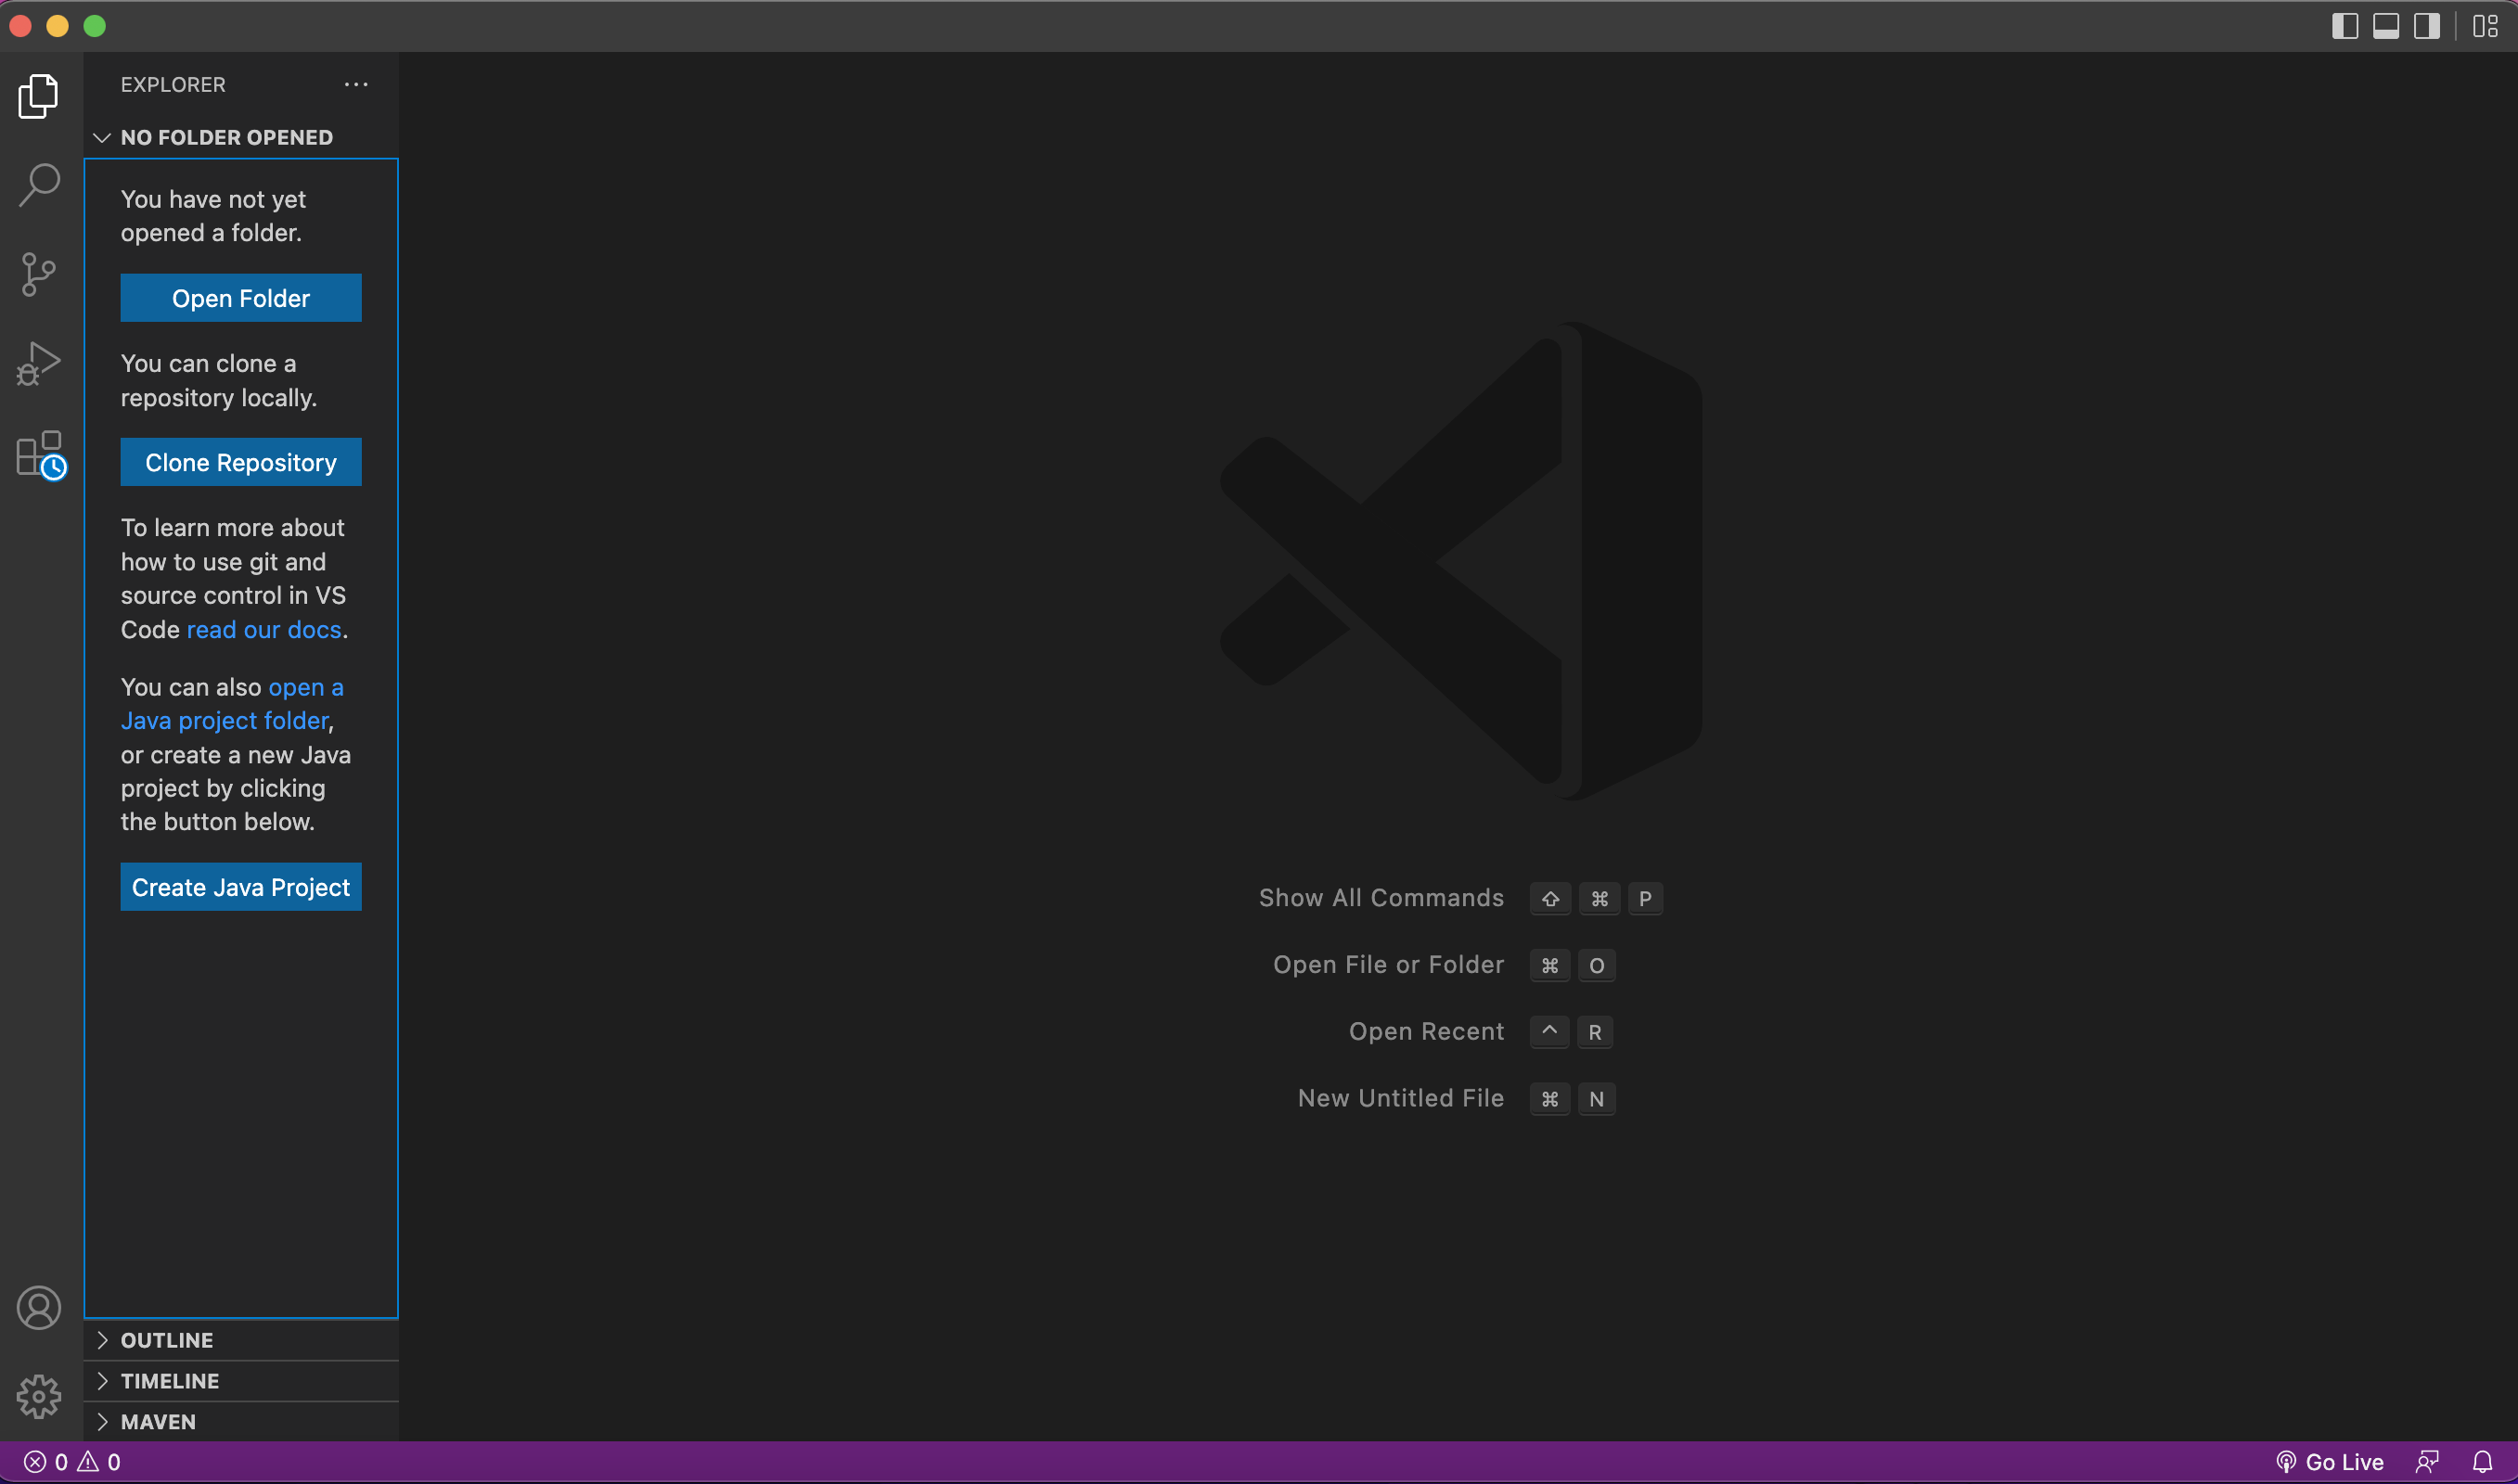 EXPLORER
NO FOLDER OPENED
You have not yet
opened a folder.
Open Folder
You can clone a
repository locally.
Clone Repository
To learn more about
how to use git and
source control in VS
Code read our docs.
You can also open a
Java project folder,
or create a new Java
project by clicking
the button below.
Create Java Project
OUTLINE
TIMELINE
MAVEN
Show All Commands ⇧ ⌘ P
Open File or Folder ⌘ O
Open Recent ^ R
New Untitled File ⌘ N
0 0
Go Live